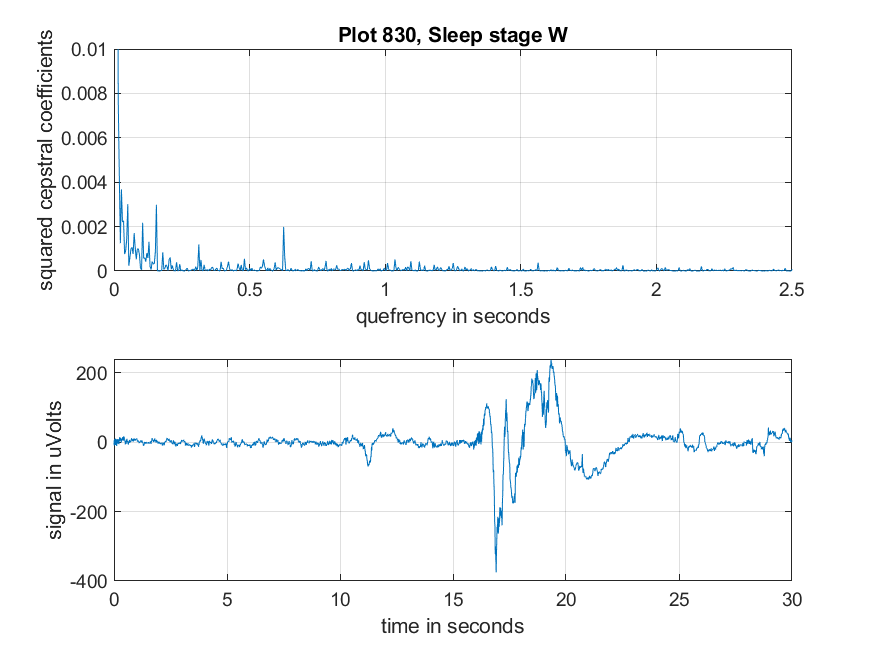 Plot 830, Sleep stage W
squared cepstral coefficients
0.01
0.008
0.006
0.004
0.002
0
0 0.5 1 1.5 2 2.5
quefrency in seconds
signal in uVolts
200
0
-200
-400
0 5 10 15 20 25 30
time in seconds